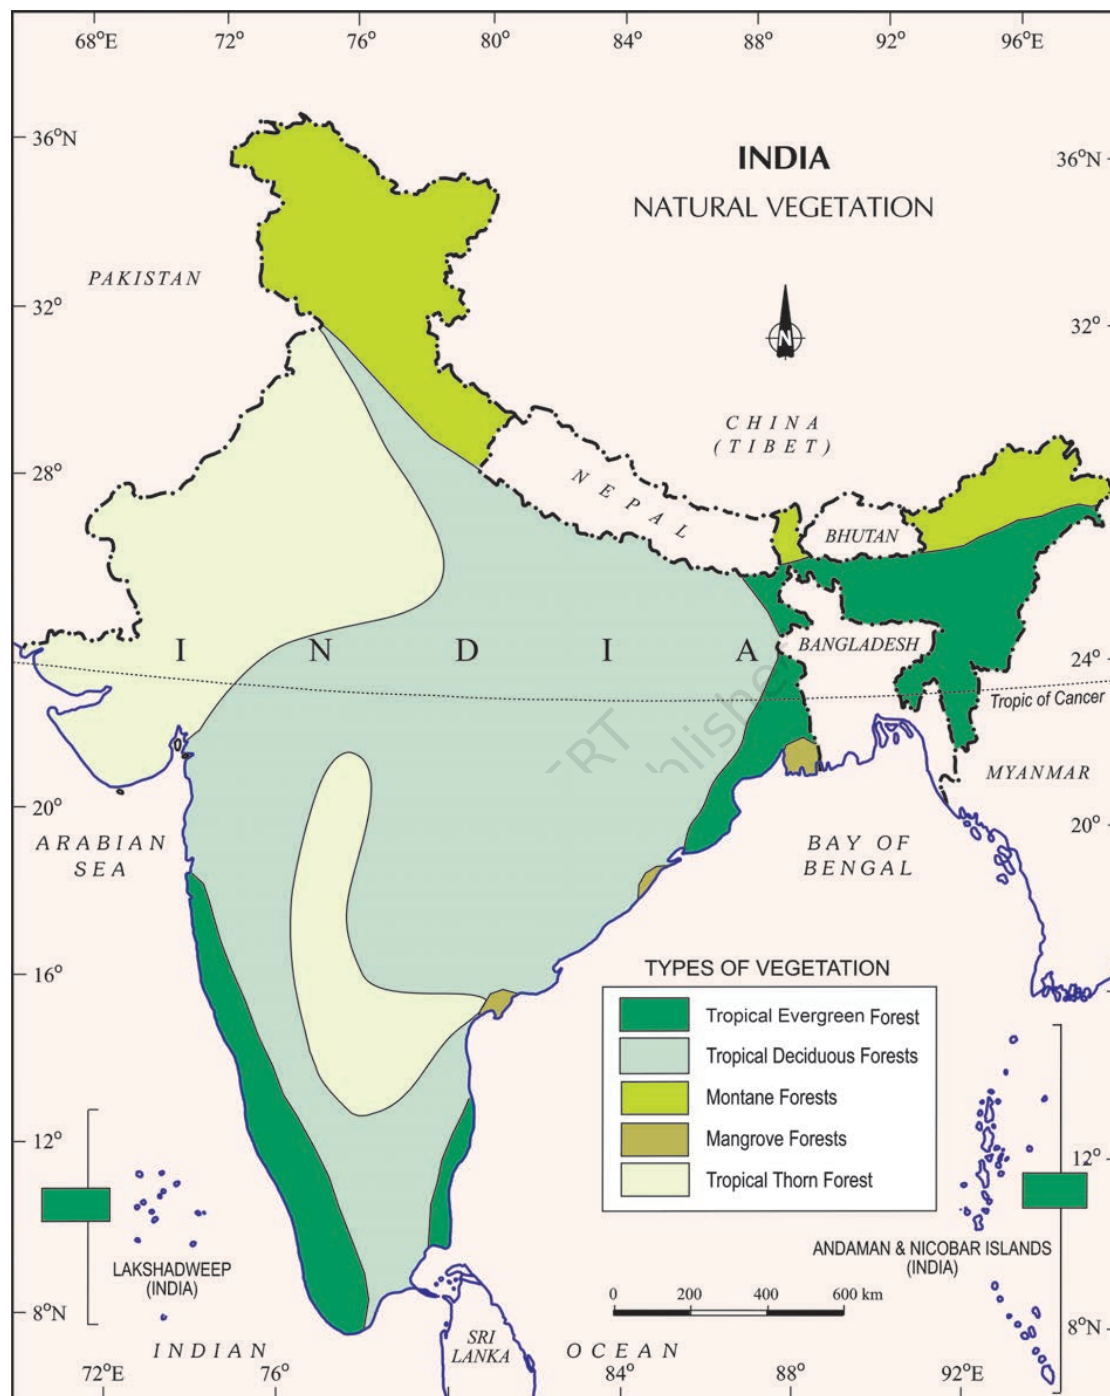 68°E 72° 76° 80° 84° 88° 92° 96°E
36°N
36°N
INDIA
NATURAL VEGETATION
PAKISTAN
32°
32°
N
CHINA
(TIBET)
28°
28°
NEPAL
BHUTAN
INDIA
BANGLADESH
24°
Tropic of Cancer
MYANMAR
20°
20°
ARABIAN
SEA
BAY OF
BENGAL
16°
TYPES OF VEGETATION
Tropical Evergreen Forest
Tropical Deciduous Forests
Montane Forests
Mangrove Forests
Tropical Thorn Forest
12°
12°
LAKSHADWEEP
(INDIA)
ANDAMAN & NICOBAR ISLANDS
(INDIA)
0 200 400 600 km
8°N
8°N
SRI
LANKA
INDIAN OCEAN
72°E 76° 84° 88° 92°E